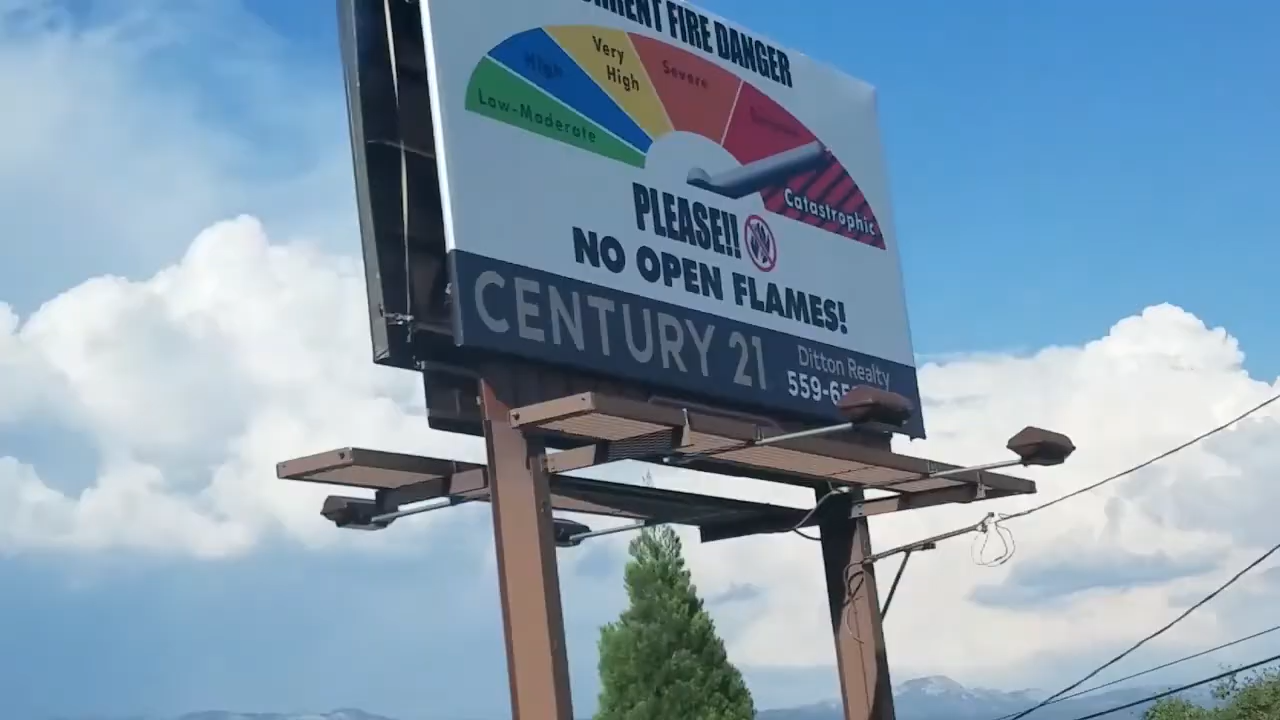 FIRE DANGER
Low-Moderate
High
Very
High
Severe
Catastrophic
PLEASE!!
NO OPEN FLAMES!
CENTURY 21
Ditton Realty